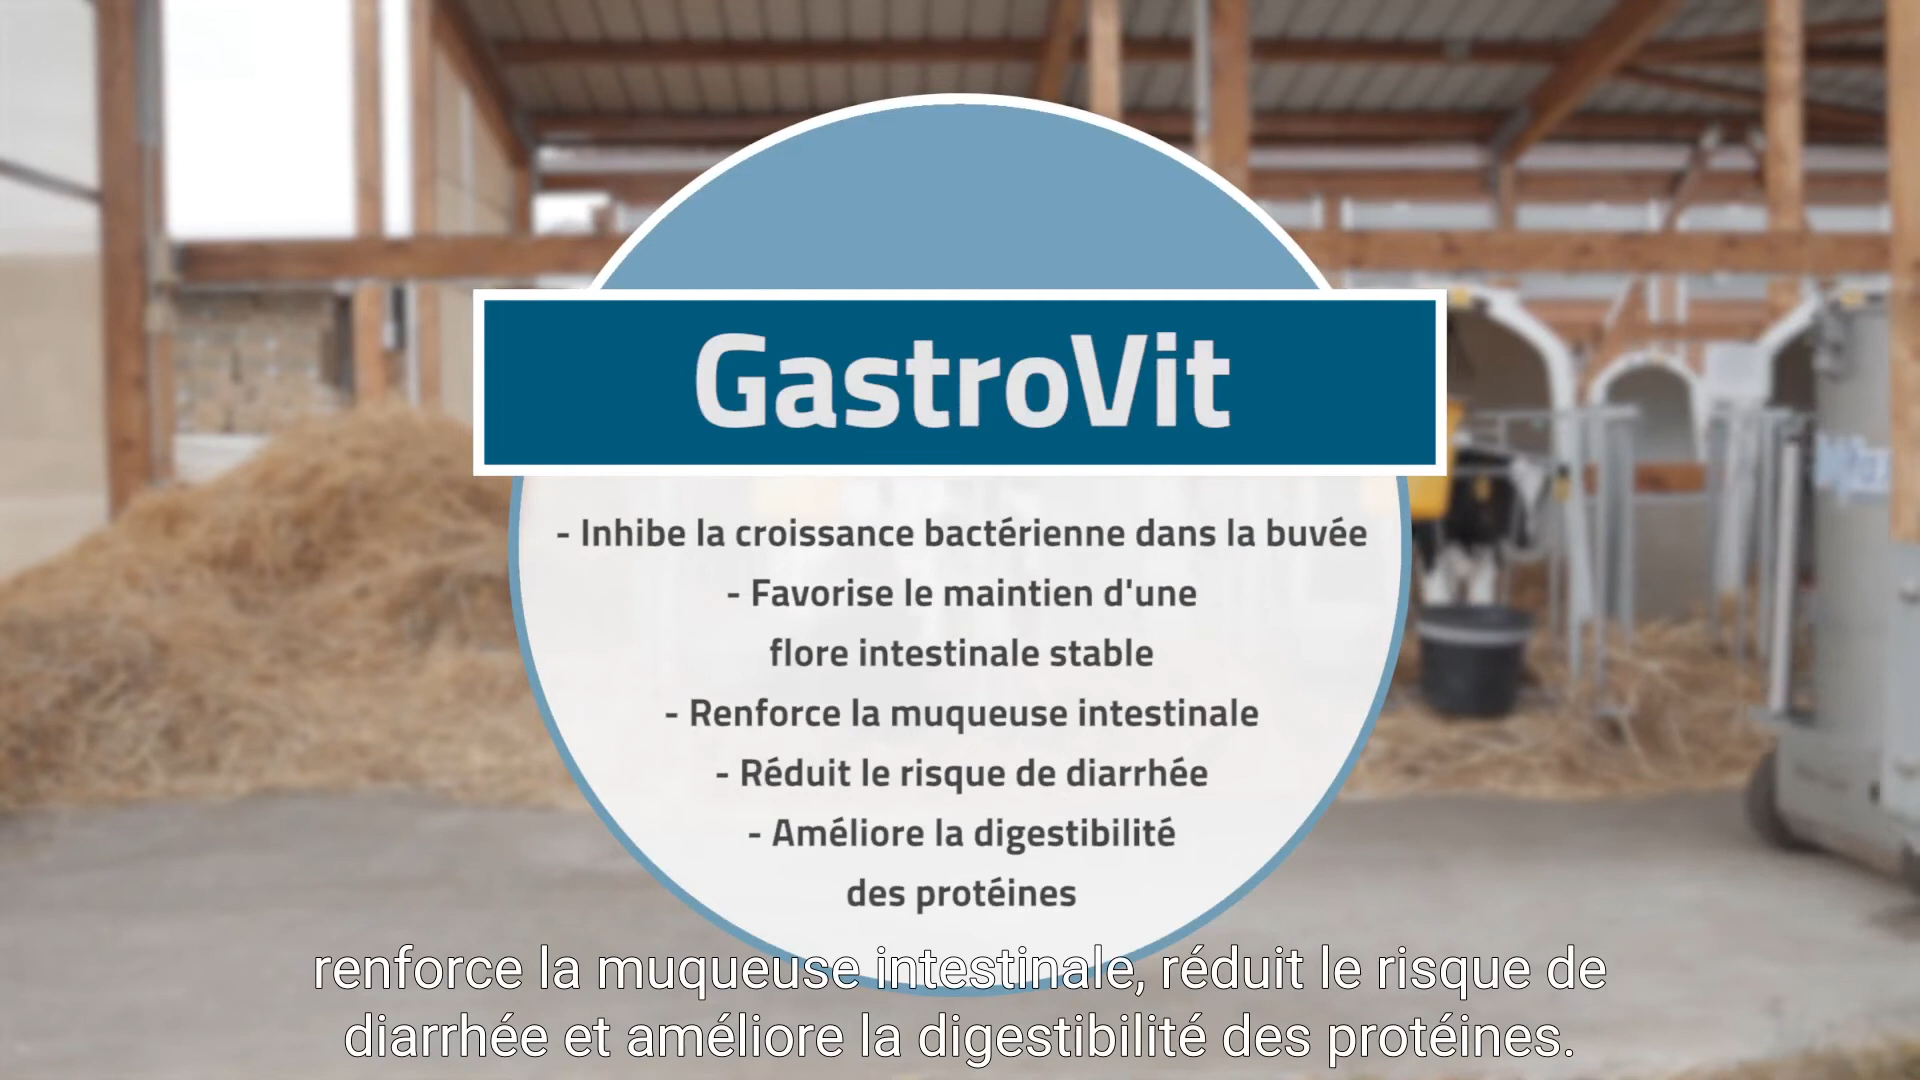 GastroVit
- Inhibe la croissance bactérienne dans la buvée
- Favorise le maintien d'une
flore intestinale stable
- Renforce la muqueuse intestinale
- Réduit le risque de diarrhée
- Améliore la digestibilité
des protéines
renforce la muqueuse intestinale, réduit le risque de
diarrhée et améliore la digestibilité des protéines.